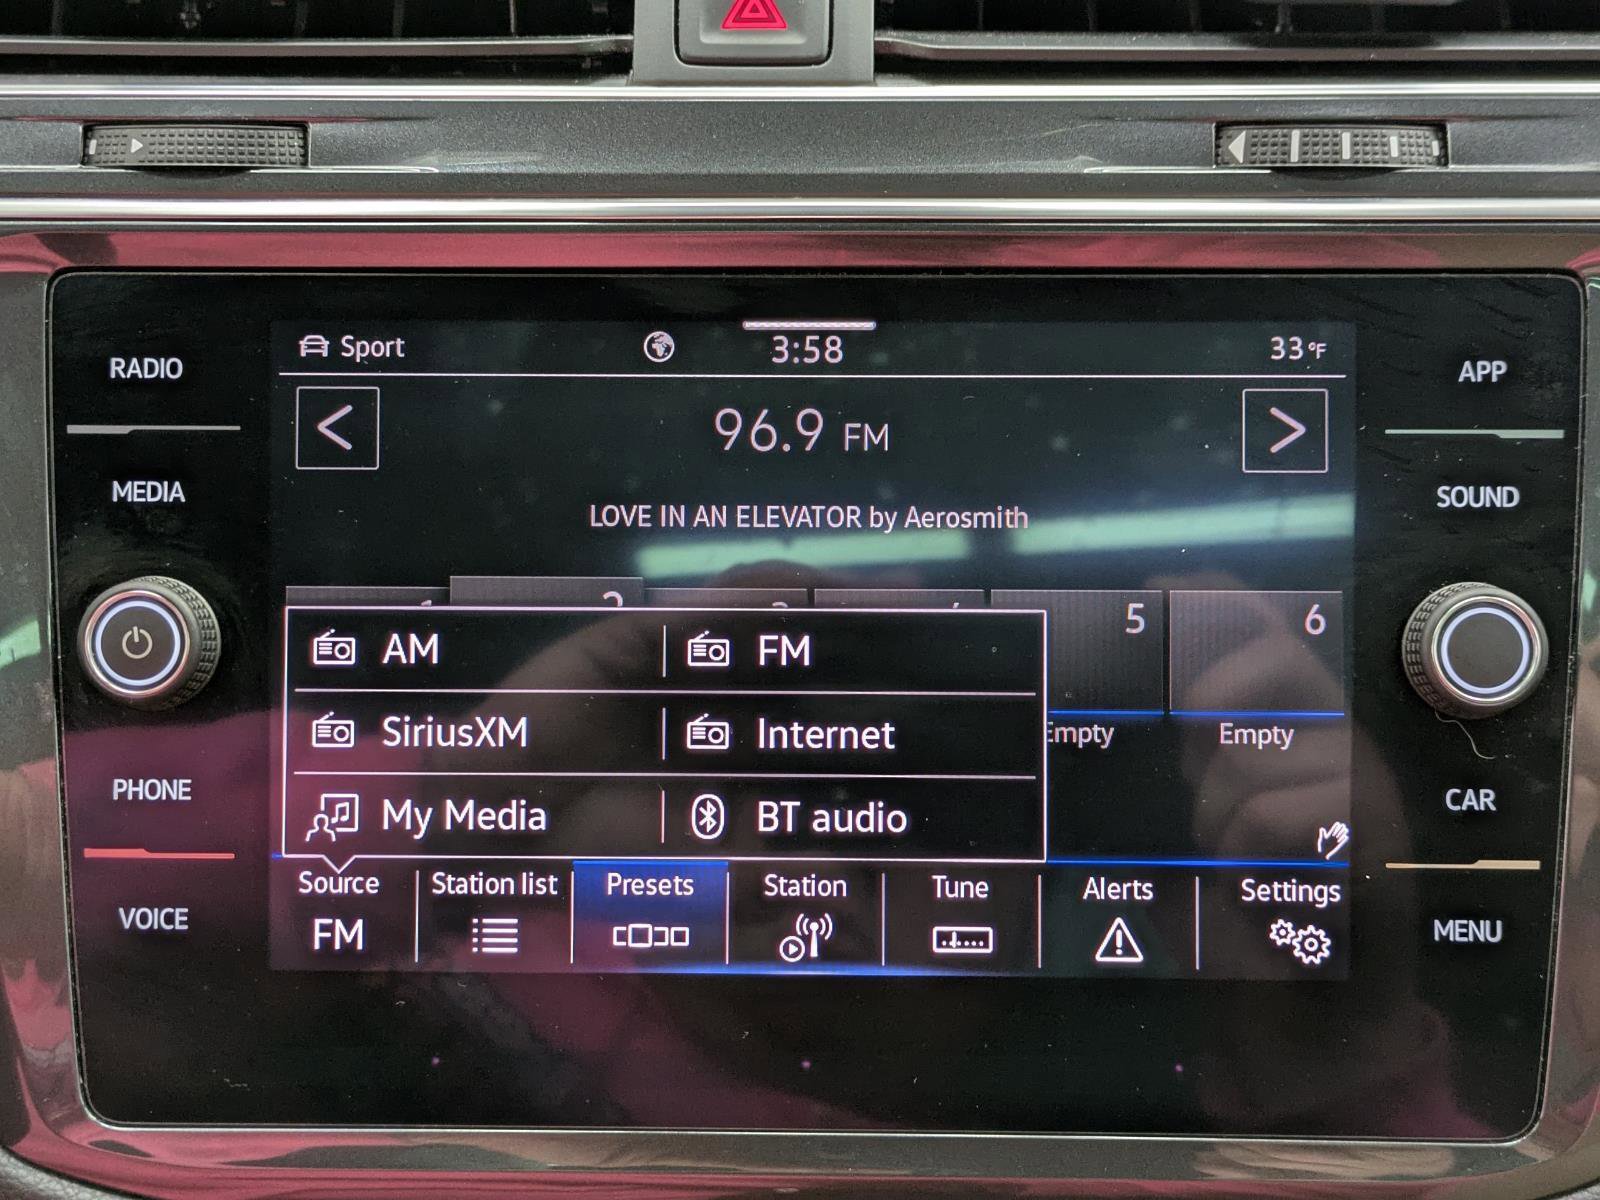 RADIO
MEDIA
PHONE
VOICE
Sport
3:58
33°F
<
96.9 FM
>
LOVE IN AN ELEVATOR by Aerosmith
2
5
6
AM
FM
SiriusXM
Internet
Empty
Empty
My Media
BT audio
Source
FM
Station list
Presets
Station
Tune
Alerts
Settings
APP
SOUND
CAR
MENU